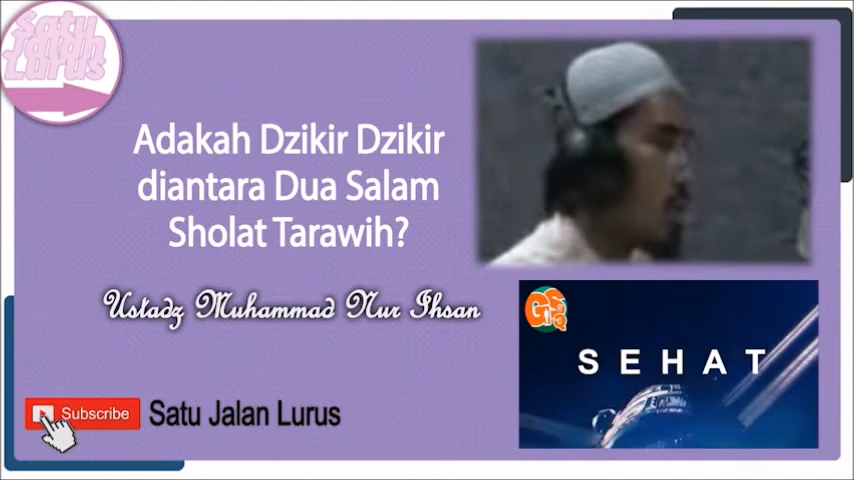 Satu
Jalan
Lurus
Adakah Dzikir Dzikir
diantara Dua Salam
Sholat Tarawih?
Ustadz Muhammad Nur Ihsan
Subscribe
Satu Jalan Lurus
SEHAT